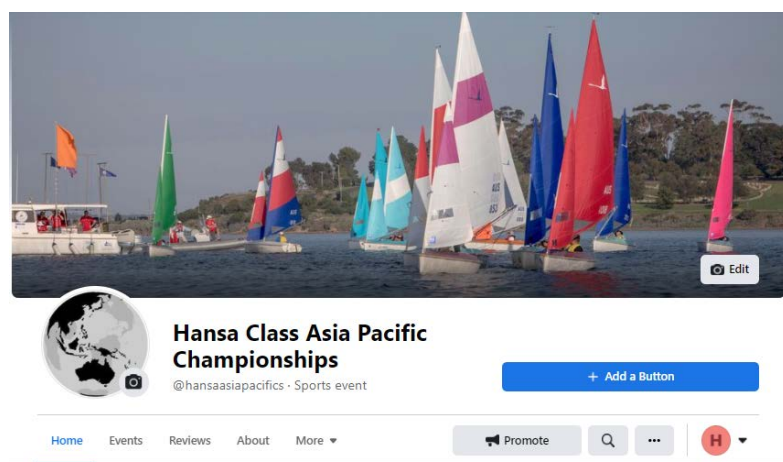 Edit
Hansa Class Asia Pacific
Championships
@hansaasiapacifics · Sports event
+ Add a Button
Home Events Reviews About More
Promote
H